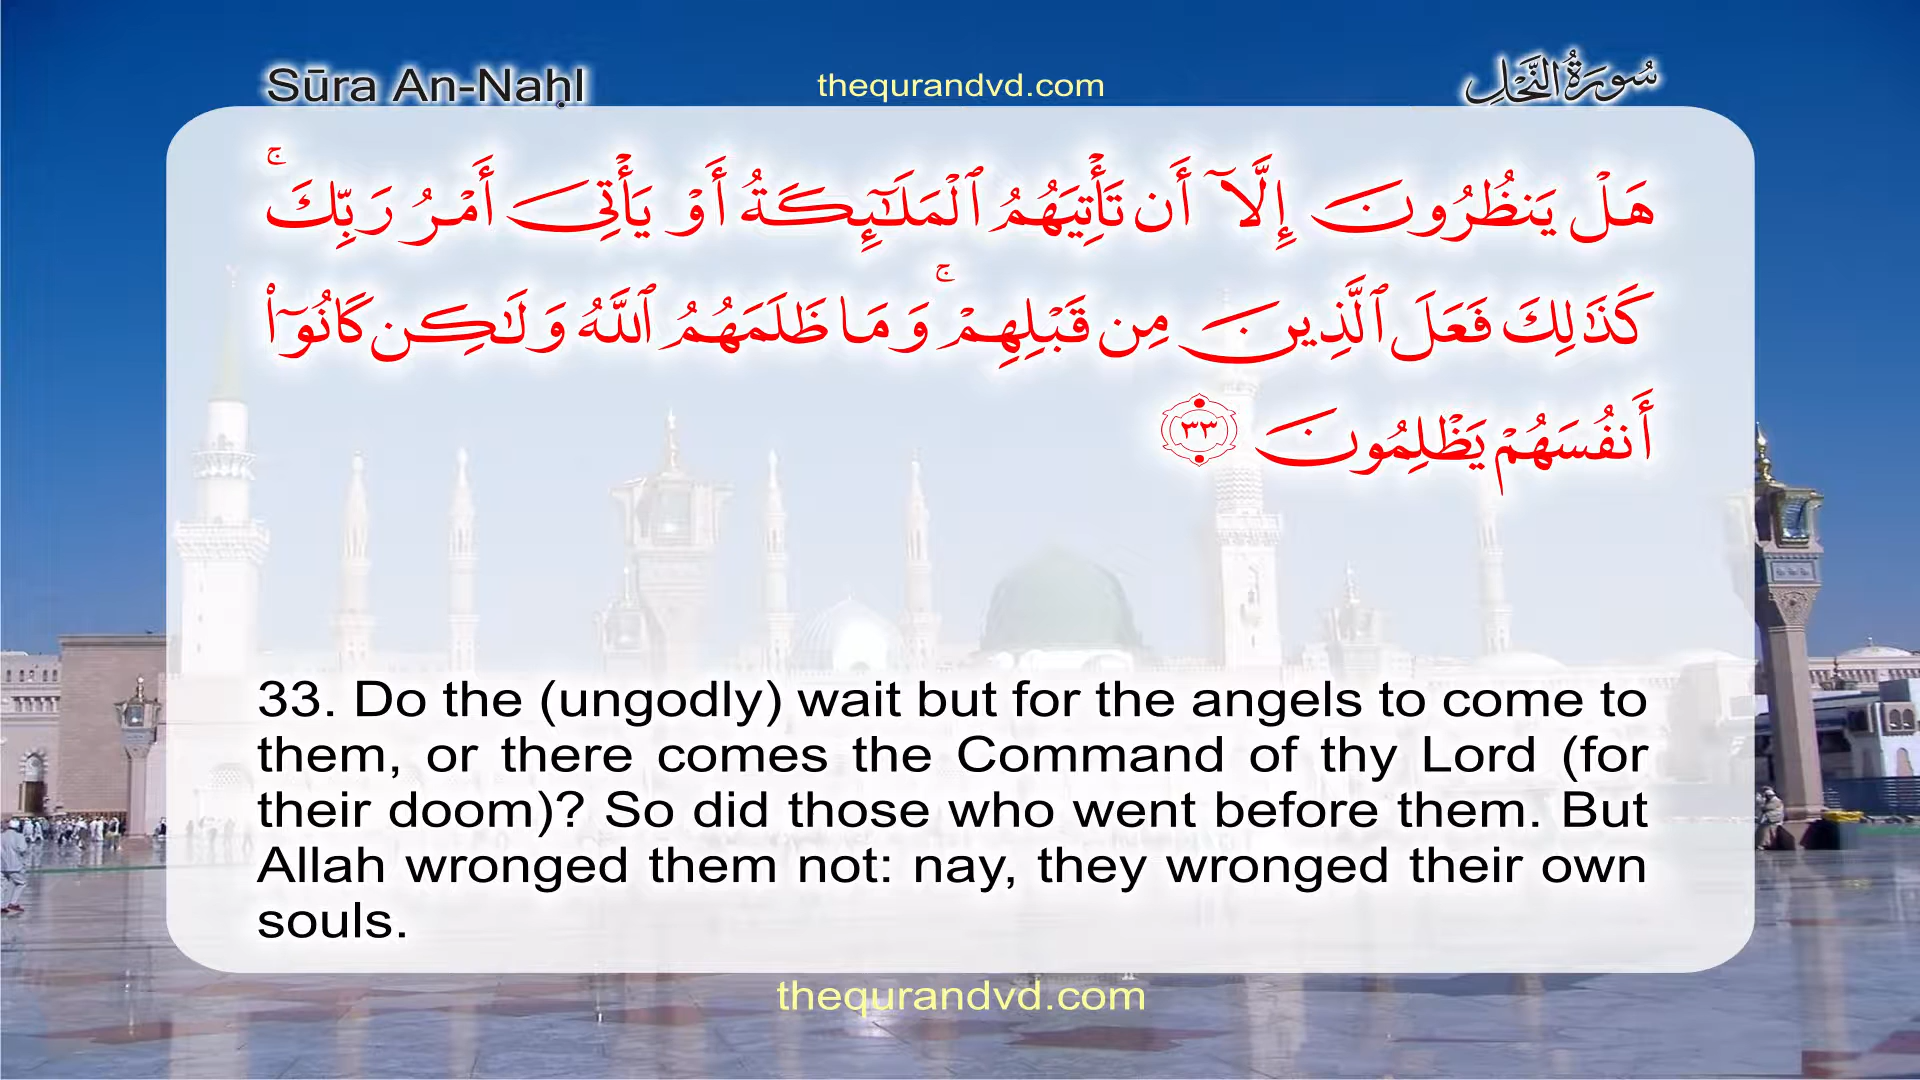 Sūra An-Naḥl
thequrandvd.com
سُورَةُ النَّحْلِ
هَلْ يَنظُرُونَ إِلَّآ أَن تَأْتِيَهُمُ ٱلْمَلَـٰٓئِكَةُ أَوْ يَأْتِىَ أَمْرُ رَبِّكَ ۚ
كَذَٰلِكَ فَعَلَ ٱلَّذِينَ مِن قَبْلِهِمْ ۚ وَمَا ظَلَمَهُمُ ٱللَّهُ وَلَـٰكِن كَانُوٓا۟
أَنفُسَهُمْ يَظْلِمُونَ ٣٣
33. Do the (ungodly) wait but for the angels to come to
them, or there comes the Command of thy Lord (for
their doom)? So did those who went before them. But
Allah wronged them not: nay, they wronged their own
souls.
thequrandvd.com